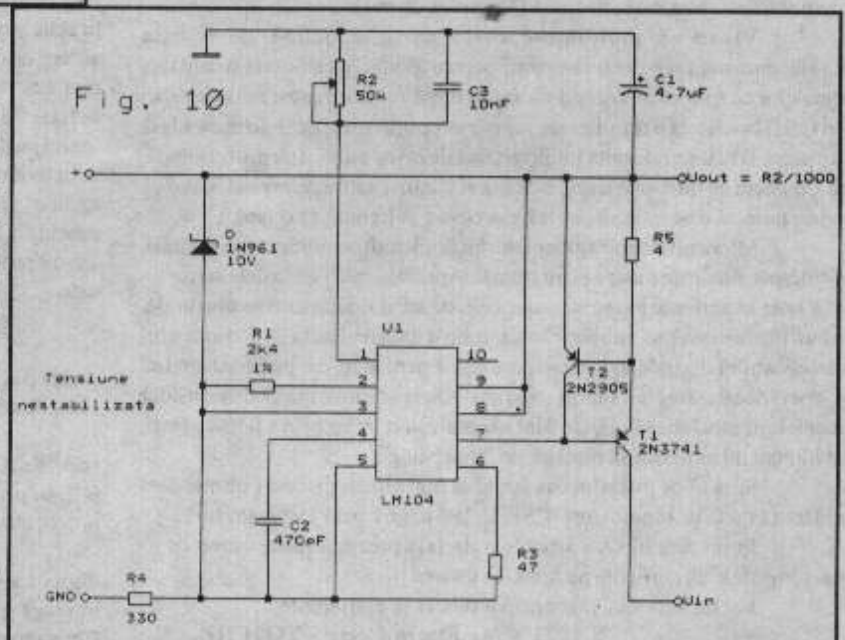 Fig. 10
R2
50k
C3
10nF
+
C1
4.7uF
+
Uout = R2/1000
D
1N961
10V
R5
4
U1
R1
2k4
1%
1
2
3
4
5
10
9
8
7
6
T2
2N2905
T1
2N3741
Tensiune
nestabilizata
LM104
C2
470pF
R3
47
R4
GND
330
Uin